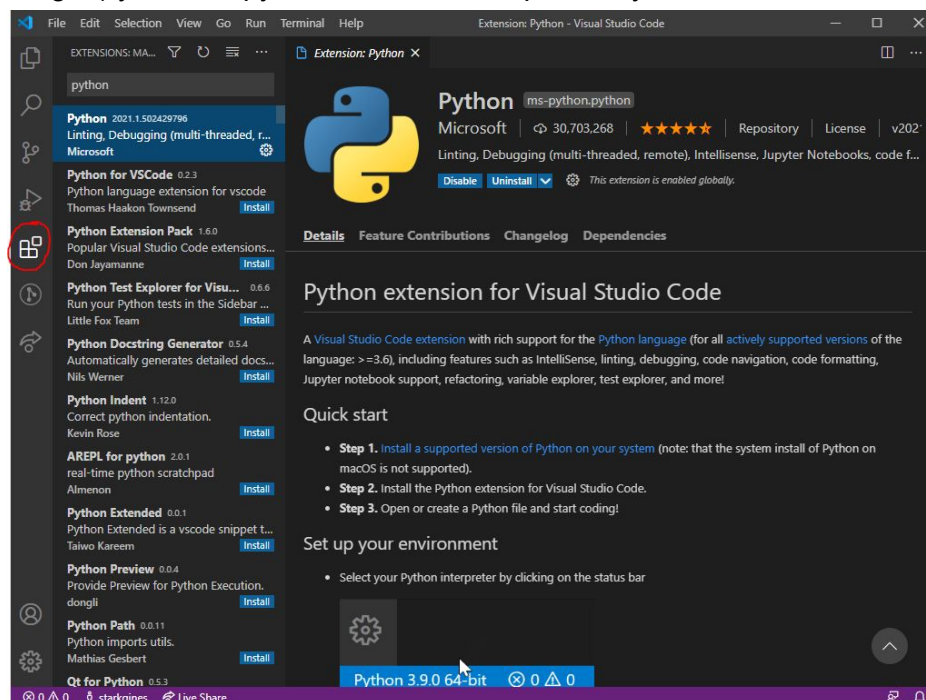 File Edit Selection View Go Run Terminal Help
Extension: Python - Visual Studio Code
EXTENSIONS: MA...
python
Python 2021.1.502429796
Linting, Debugging (multi-threaded, r...
Microsoft
Python for VSCode 0.2.3
Python language extension for vscode
Thomas Haakon Townsend Install
Python Extension Pack 1.6.0
Popular Visual Studio Code extensions...
Don Jayamanne Install
Python Test Explorer for Visu... 0.6.6
Run your Python tests in the Sidebar ...
Little Fox Team Install
Python Docstring Generator 0.5.4
Automatically generates detailed docs...
Nils Werner Install
Python Indent 1.12.0
Correct python indentation.
Kevin Rose Install
AREPL for python 2.0.1
real-time python scratchpad
Almenon Install
Python Extended 0.0.1
Python Extended is a vscode snippet t...
Taiwo Kareem Install
Python Preview 0.0.4
Provide Preview for Python Execution.
dongli Install
Python Path 0.0.11
Python imports utils.
Mathias Gesbert Install
Qt for Python 0.5.3
Extension: Python
Python ms-python.python
Microsoft 30,703,268 Repository License v202
Linting, Debugging (multi-threaded, remote), Intellisense, Jupyter Notebooks, code f...
Disable Uninstall This extension is enabled globally.
Details Feature Contributions Changelog Dependencies
Python extension for Visual Studio Code
A Visual Studio Code extension with rich support for the Python language (for all actively supported versions of the
language: >=3.6), including features such as IntelliSense, linting, debugging, code navigation, code formatting,
Jupyter notebook support, refactoring, variable explorer, test explorer, and more!
Quick start
• Step 1. Install a supported version of Python on your system (note: that the system install of Python on
macOS is not supported).
• Step 2. Install the Python extension for Visual Studio Code.
• Step 3. Open or create a Python file and start coding!
Set up your environment
• Select your Python interpreter by clicking on the status bar
Python 3.9.0 64-bit 0 0
0 0 starkgines Live Share